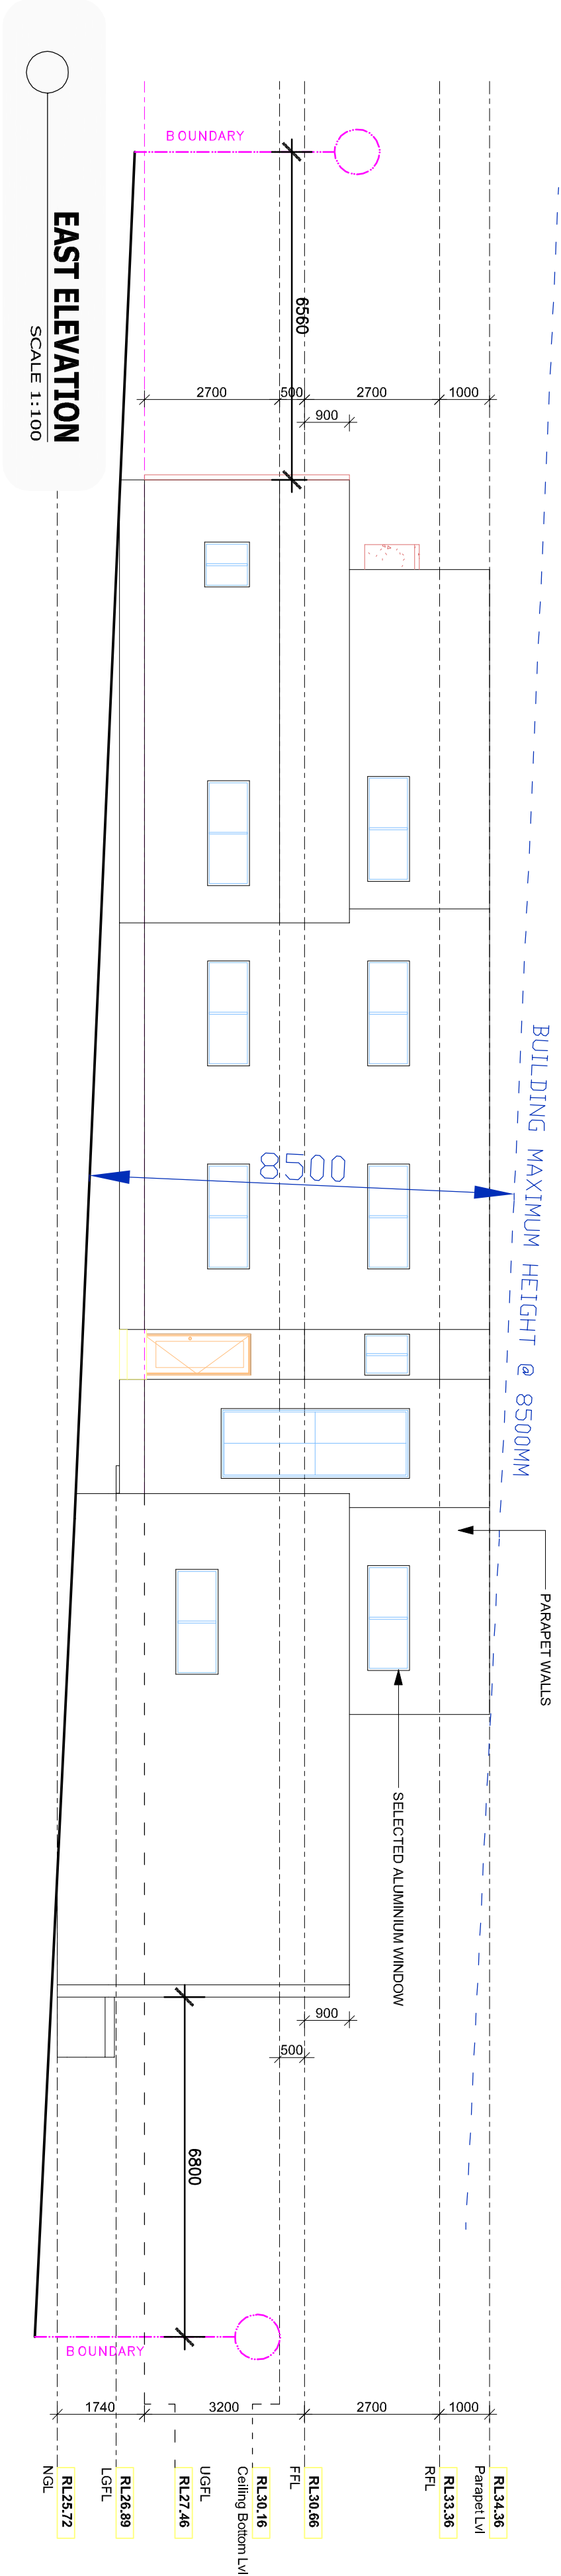 BUILDING MAXIMUM HEIGHT @ 8500MM
PARAPET WALLS
SELECTED ALUMINIUM WINDOW
8500
BOUNDARY
6560
1000
2700
500
2700
900
900
500
6800
BOUNDARY
1000
2700
3200
1740
RL34.36
Parapet Lvl
RL33.36
RFL
RL30.66
FFL
RL30.16
Ceiling Bottom Lvl
UGFL
RL27.46
RL26.89
LGFL
RL25.72
NGL
EAST ELEVATION
SCALE 1:100